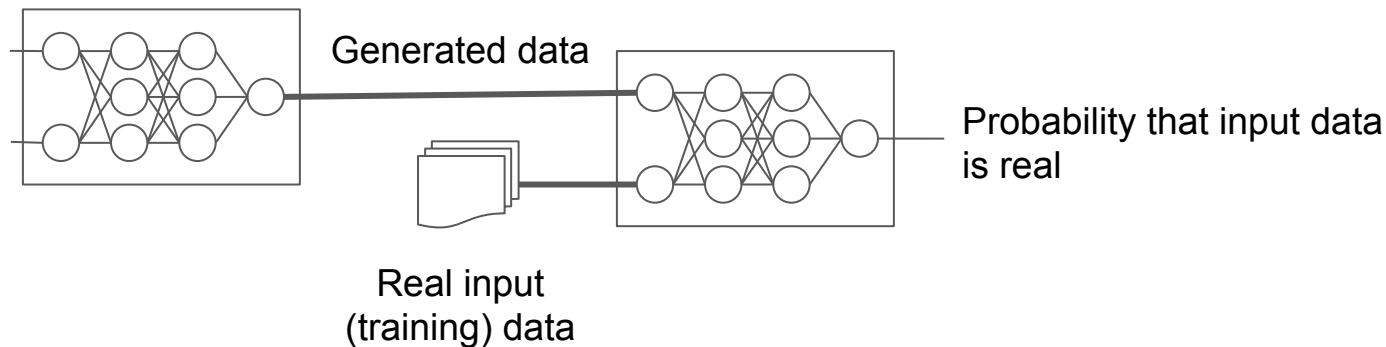 Generated data
Probability that input data
is real
Real input
(training) data